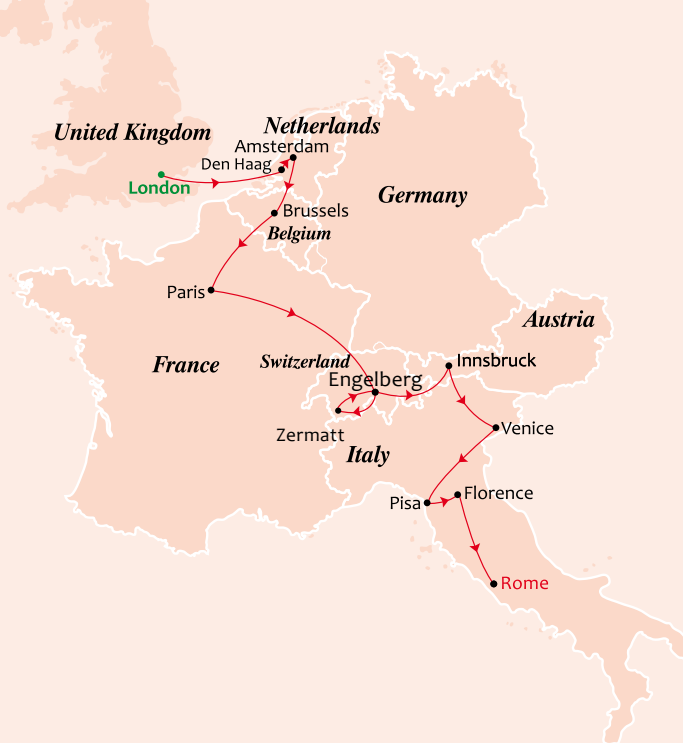 United Kingdom
Netherlands
Amsterdam
Den Haag
London
Germany
Brussels
Belgium
Paris
Austria
France
Switzerland
Innsbruck
Engelberg
Zermatt
Venice
Italy
Pisa
Florence
Rome